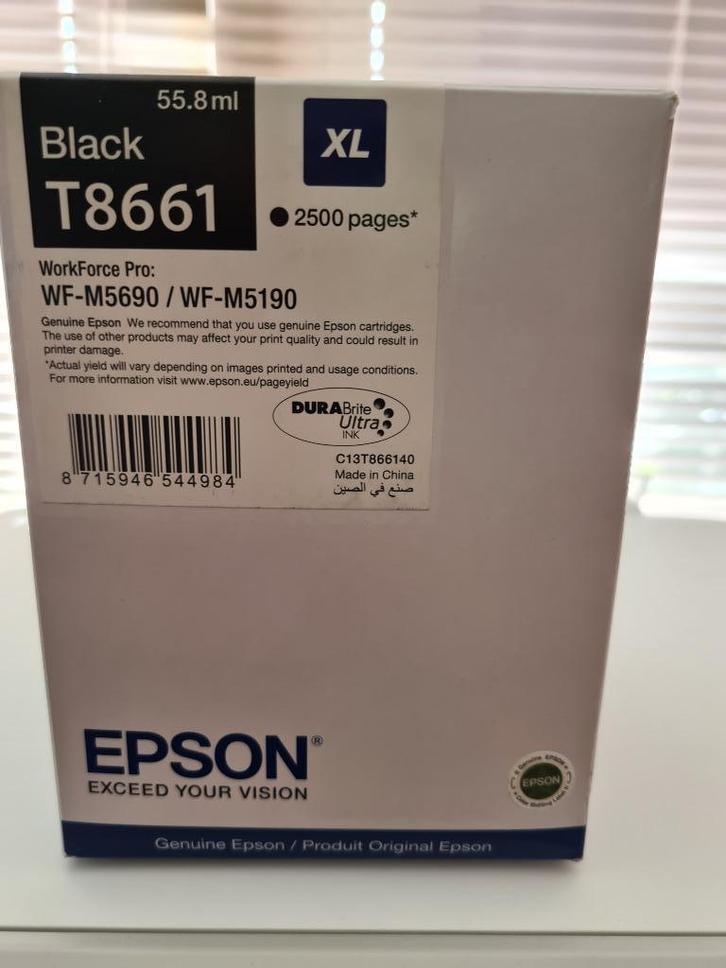 55.8ml
Black
T8661
XL
2500 pages*
WorkForce Pro:
WF-M5690 / WF-M5190
Genuine Epson We recommend that you use genuine Epson cartridges.
The use of other products may affect your print quality and could result in
printer damage.
*Actual yield will vary depending on images printed and usage conditions.
For more information visit www.epson.eu/pageyield
DURABrite
Ultra
INK
8 715946 544984
C13T866140
Made in China
صنع في الصين
EPSON®
EXCEED YOUR VISION
Genuine EPSON
EPSON
Genuine Epson / Produit Original Epson